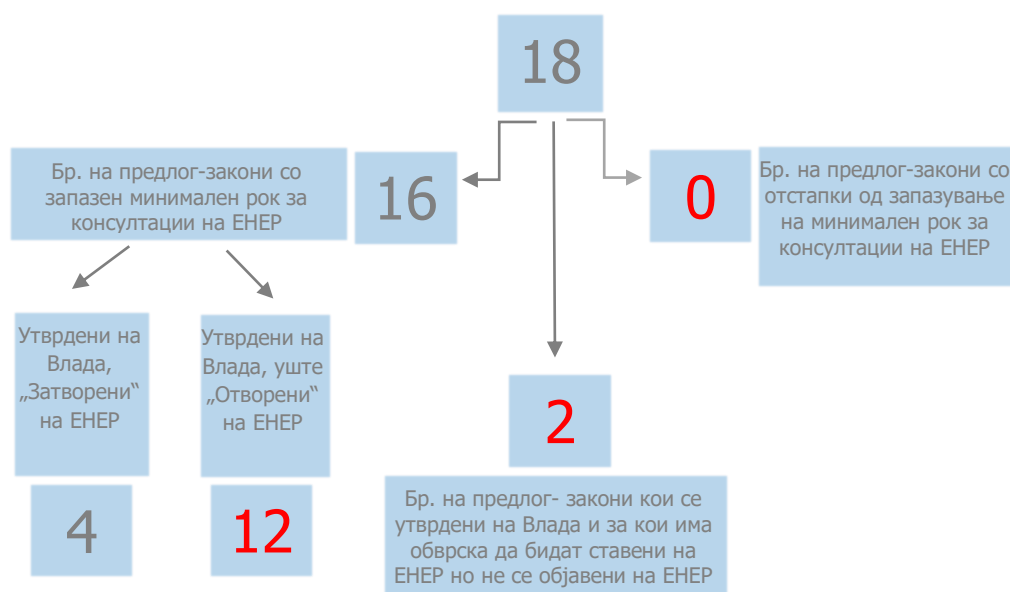 18
Бр. на предлог-закони со
запазен минимален рок за
консултации на ЕНЕР
16
0
Бр. на предлог-закони со
отстапки од запазување
на минимален рок за
консултации на ЕНЕР
Утврдени на
Влада,
„Затворени“
на ЕНЕР
Утврдени на
Влада, уште
„Отворени“
на ЕНЕР
4
12
2
Бр. на предлог- закони кои се
утврдени на Влада и за кои има
обврска да бидат ставени на
ЕНЕР но не се објавени на ЕНЕР